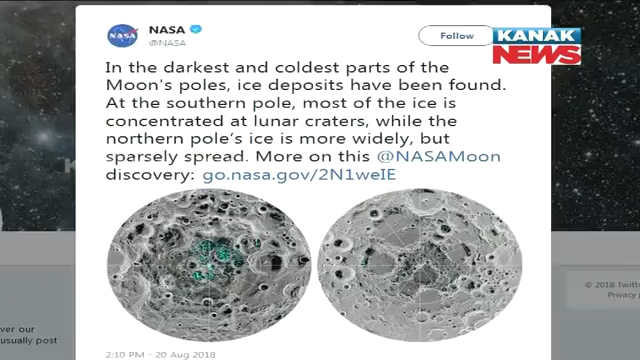 NASA
NASA
@NASA
Follow
KANAK
NEWS
In the darkest and coldest parts of the
Moon's poles, ice deposits have been found.
At the southern pole, most of the ice is
concentrated at lunar craters, while the
northern pole's ice is more widely, but
sparsely spread. More on this @NASAMoon
discovery: go.nasa.gov/2N1weIE
2:10 PM - 20 Aug 2018
ver our
usually post
© 2018 Twitt
Privacy